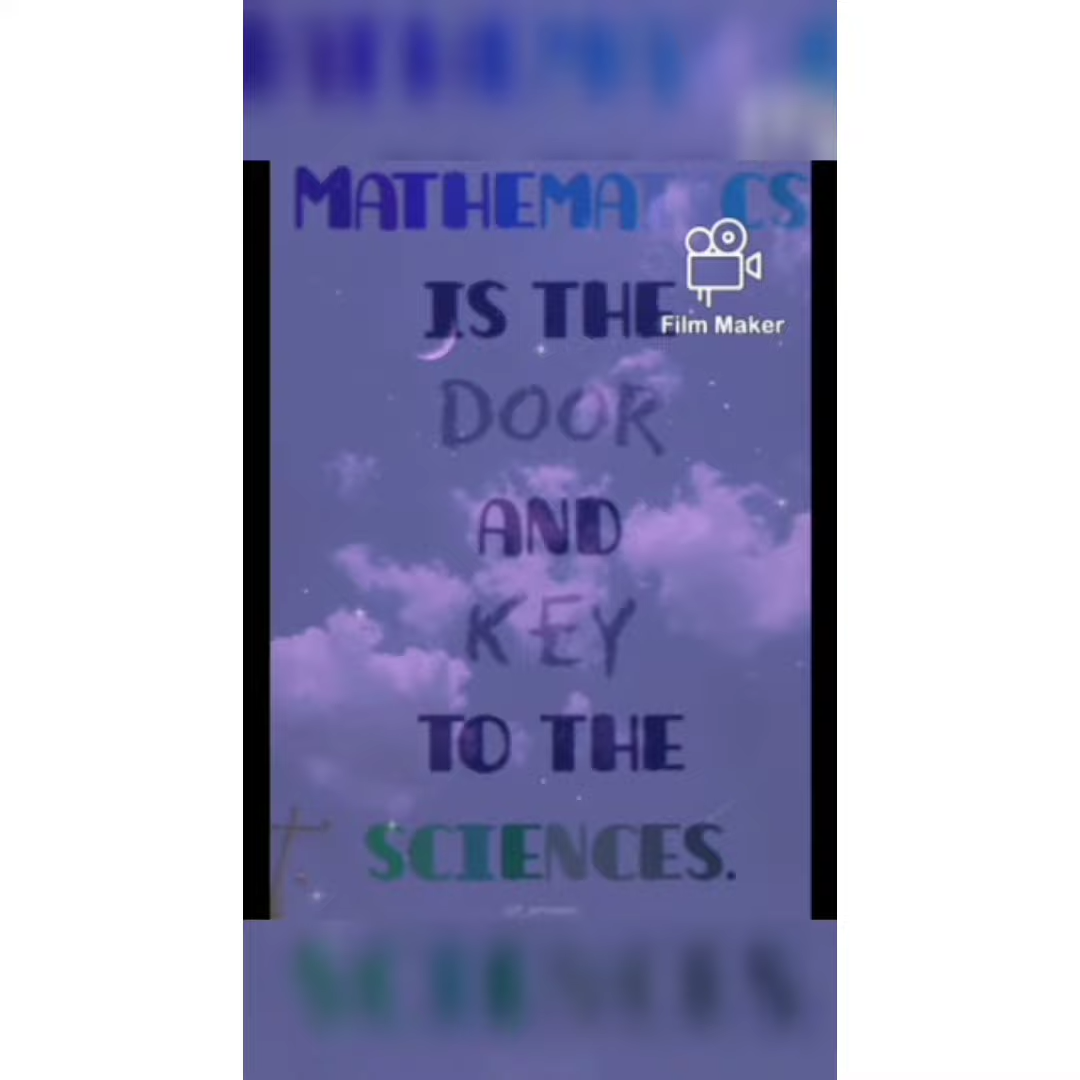 MATHEMATICS
IS THE
Film Maker
DOOR
AND
KEY
TO THE
SCIENCES.